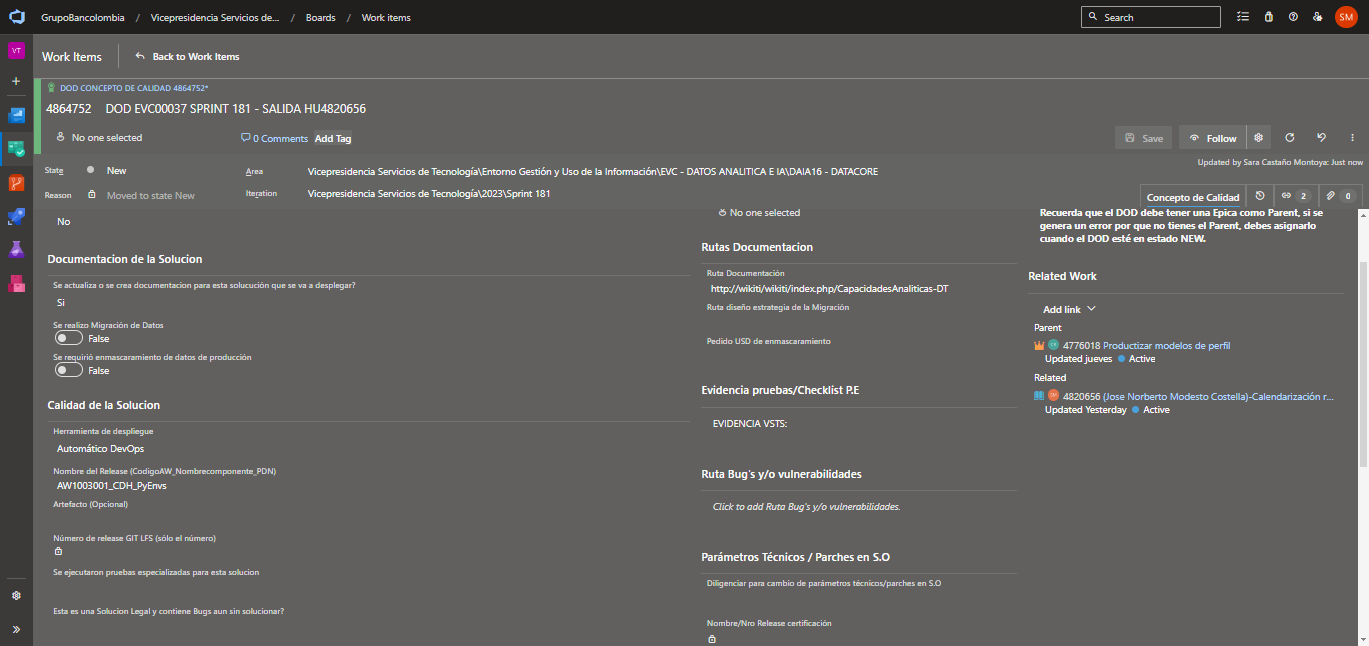 GrupoBancolombia / Vicepresidencia Servicios de... / Boards / Work items
Search
SM
VT
Work Items
Back to Work Items
DOD CONCEPTO DE CALIDAD 4864752*
4864752 DOD EVC00037 SPRINT 181 - SALIDA HU4820656
No one selected
0 Comments
Add Tag
Save
Follow
Updated by Sara Castaño Montoya: Just now
State
New
Area
Vicepresidencia Servicios de Tecnología\Entorno Gestión y Uso de la Información\EVC - DATOS ANALITICA E IA\DAIA16 - DATACORE
Reason
Moved to state New
Iteration
Vicepresidencia Servicios de Tecnología\2023\Sprint 181
Concepto de Calidad
2
0
No
Documentacion de la Solucion
Se actualiza o se crea documentacion para esta solucución que se va a desplegar?
Si
Se realizo Migración de Datos
False
Se requirió enmascaramiento de datos de producción
False
Calidad de la Solucion
Herramienta de despliegue
Automático DevOps
Nombre del Release (CodigoAW_Nombrecomponente_PDN)
AW1003001_CDH_PyEnvs
Artefacto (Opcional)
Número de release GIT LFS (sólo el número)
Se ejecutaron pruebas especializadas para esta solucion
Esta es una Solucion Legal y contiene Bugs aun sin solucionar?
No one selected
Rutas Documentacion
Ruta Documentación
http://wikiti/wikiti/index.php/CapacidadesAnaliticas-DT
Ruta diseño estrategia de la Migración
Pedido USD de enmascaramiento
Evidencia pruebas/Checklist P.E
EVIDENCIA VSTS:
Ruta Bug's y/o vulnerabilidades
Click to add Ruta Bug's y/o vulnerabilidades.
Parámetros Técnicos / Parches en S.O
Diligenciar para cambio de parámetros técnicos/parches en S.O
Nombre/Nro Release certificación
Recuerda que el DOD debe tener una Epica como Parent, si se
genera un error por que no tienes el Parent, debes asignarlo
cuando el DOD esté en estado NEW.
Related Work
Add link
Parent
4776018 Productizar modelos de perfil
Updated jueves
Active
Related
4820656 (Jose Norberto Modesto Costella)-Calendarización r...
Updated Yesterday
Active